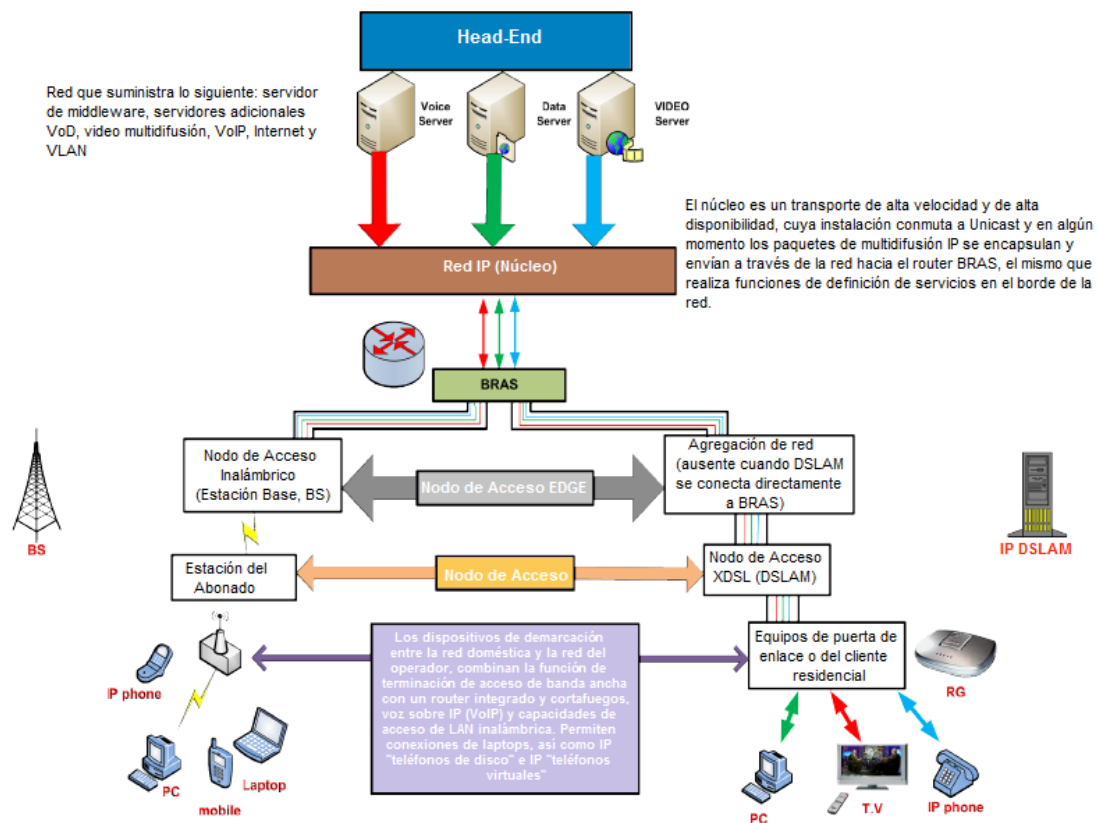 Head-End
Red que suministra lo siguiente: servidor
de middleware, servidores adicionales
VoD, video multidifusión, VoIP, Internet y
VLAN
Voice
Server
Data
Server
VIDEO
Server
El núcleo es un transporte de alta velocidad y de alta
disponibilidad, cuya instalación conmuta a Unicast y en algún
momento los paquetes de multidifusión IP se encapsulan y
envían a través de la red hacia el router BRAS, el mismo que
realiza funciones de definición de servicios en el borde de la
red.
Red IP (Núcleo)
BRAS
Nodo de Acceso
Inalámbrico
(Estación Base, BS)
Nodo de Acceso EDGE
Agregación de red
(ausente cuando DSLAM
se conecta directamente
a BRAS)
BS
IP DSLAM
Estación del
Abonado
Nodo de Acceso
Nodo de Acceso
XDSL (DSLAM)
Los dispositivos de demarcación
entre la red doméstica y la red del
operador, combinan la función de
terminación de acceso de banda ancha
con un router integrado y cortafuegos,
voz sobre IP (VoIP) y capacidades de
acceso de LAN inalámbrica. Permiten
conexiones de laptops, así como IP
"teléfonos de disco" e IP "teléfonos
virtuales"
Equipos de puerta de
enlace o del cliente
residencial
RG
IP phone
PC
mobile
Laptop
PC
T.V
IP phone